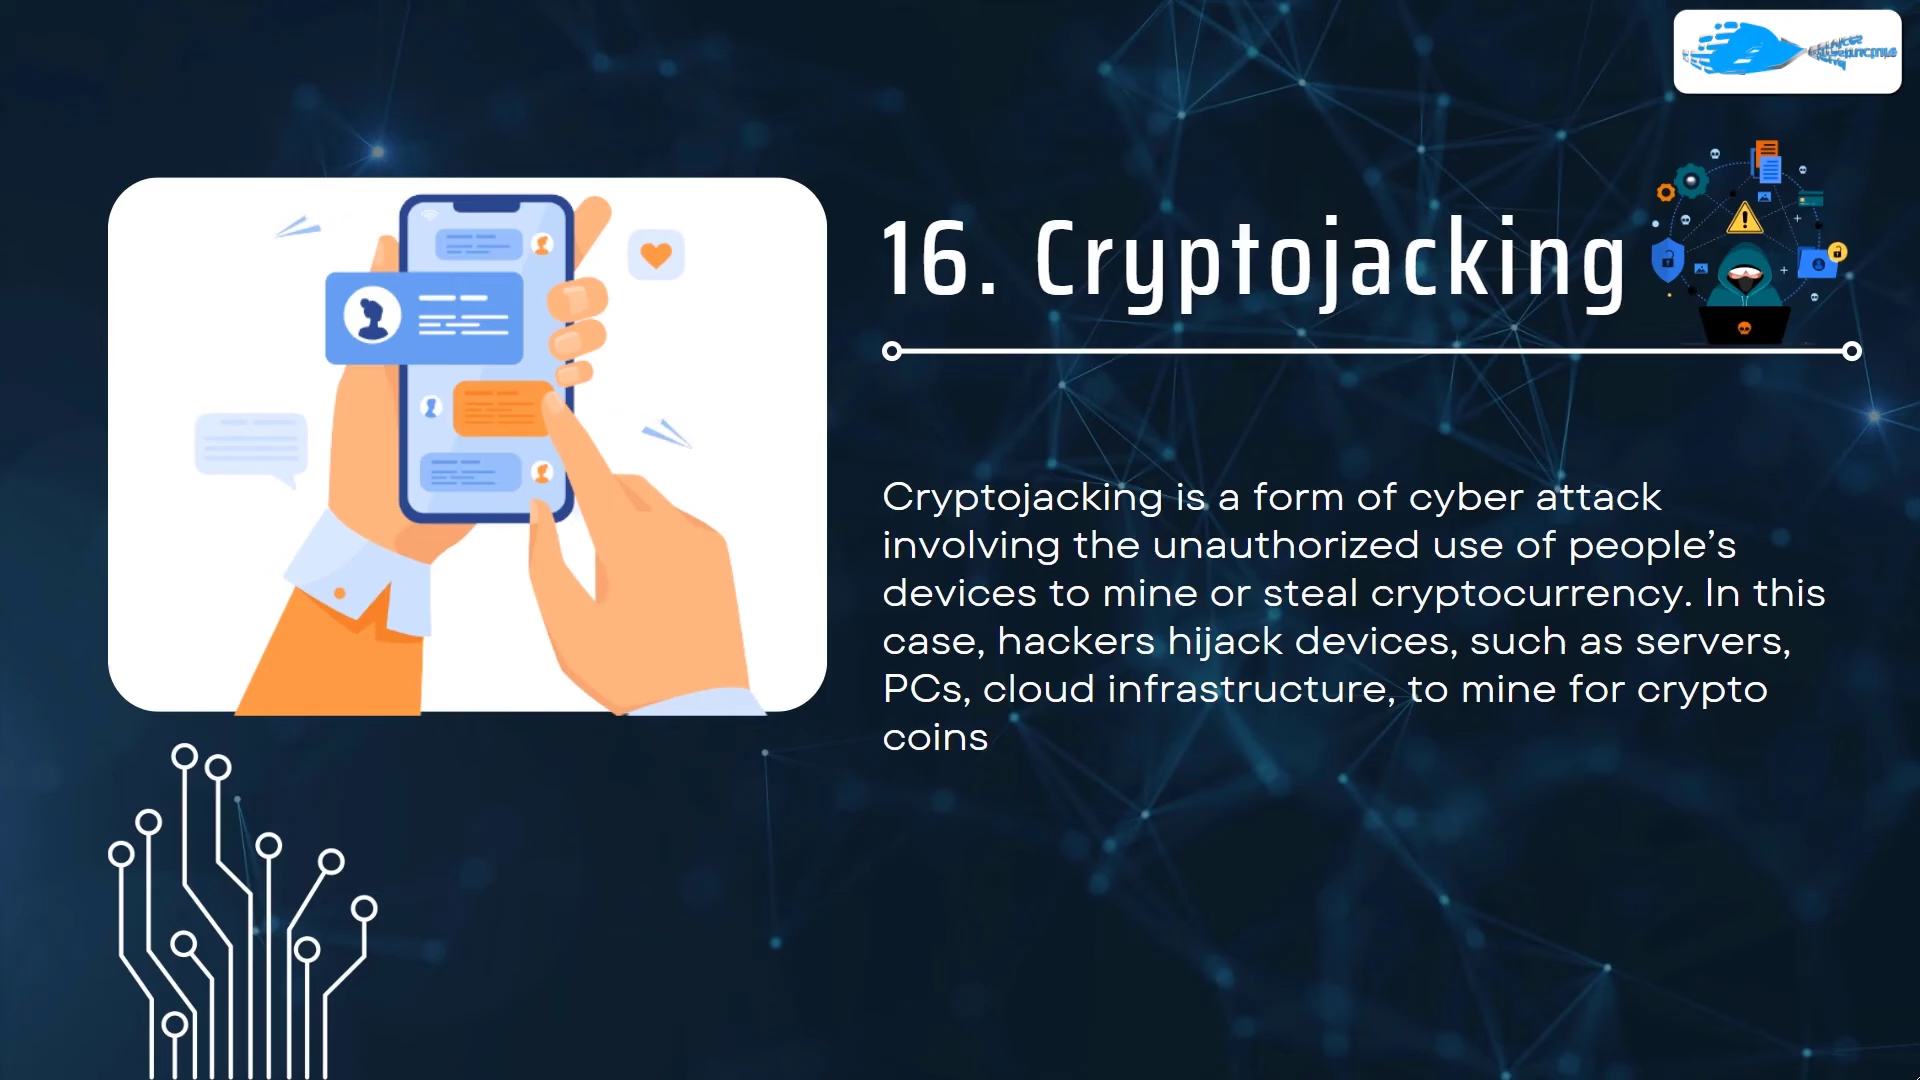 16. Cryptojacking
Cryptojacking is a form of cyber attack
involving the unauthorized use of people’s
devices to mine or steal cryptocurrency. In this
case, hackers hijack devices, such as servers,
PCs, cloud infrastructure, to mine for crypto
coins